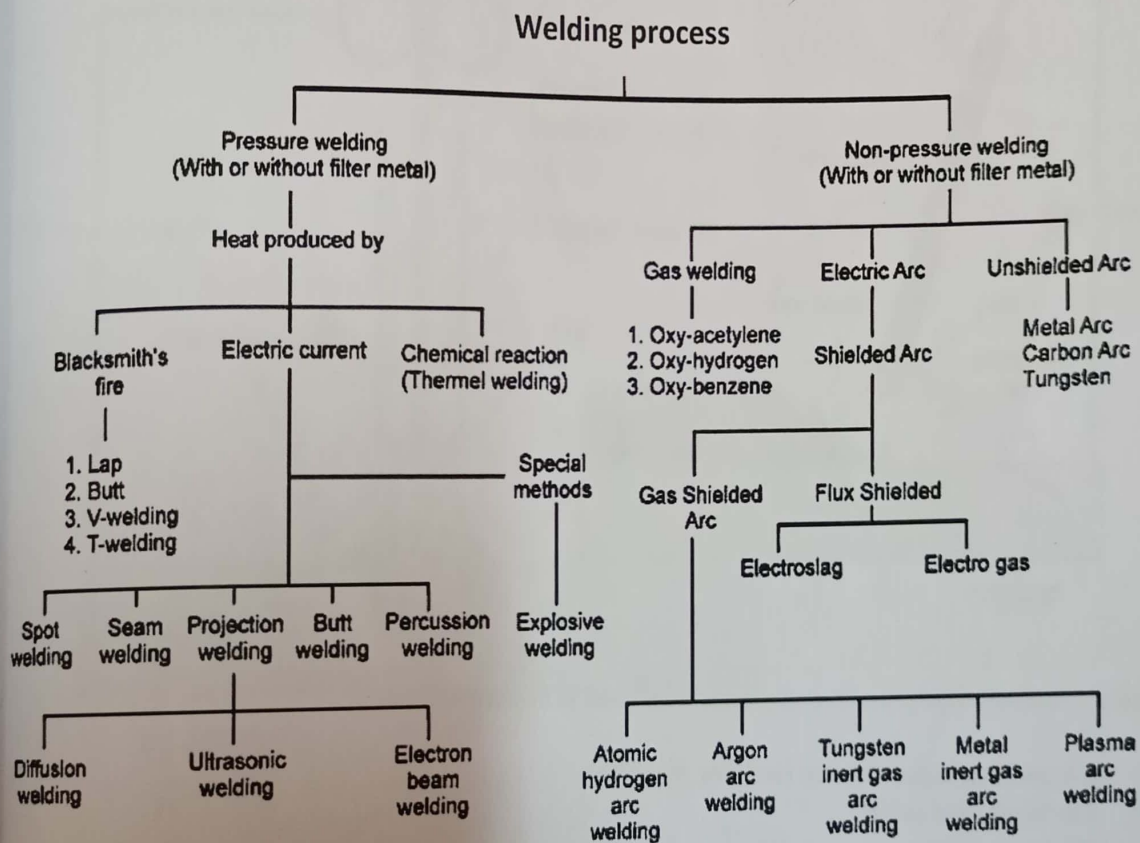 Welding process
Pressure welding
(With or without filter metal)
Non-pressure welding
(With or without filter metal)
Heat produced by
Gas welding
Electric Arc
Unshielded Arc
Blacksmith's
fire
Electric current
Chemical reaction
(Thermel welding)
1. Oxy-acetylene
2. Oxy-hydrogen
3. Oxy-benzene
Shielded Arc
Metal Arc
Carbon Arc
Tungsten
1. Lap
2. Butt
3. V-welding
4. T-welding
Special
methods
Gas Shielded
Arc
Flux Shielded
Electroslag
Electro gas
Spot
welding
Seam
welding
Projection
welding
Butt
welding
Percussion
welding
Explosive
welding
Diffusion
welding
Ultrasonic
welding
Electron
beam
welding
Atomic
hydrogen
arc
welding
Argon
arc
welding
Tungsten
inert gas
arc
welding
Metal
inert gas
arc
welding
Plasma
arc
welding